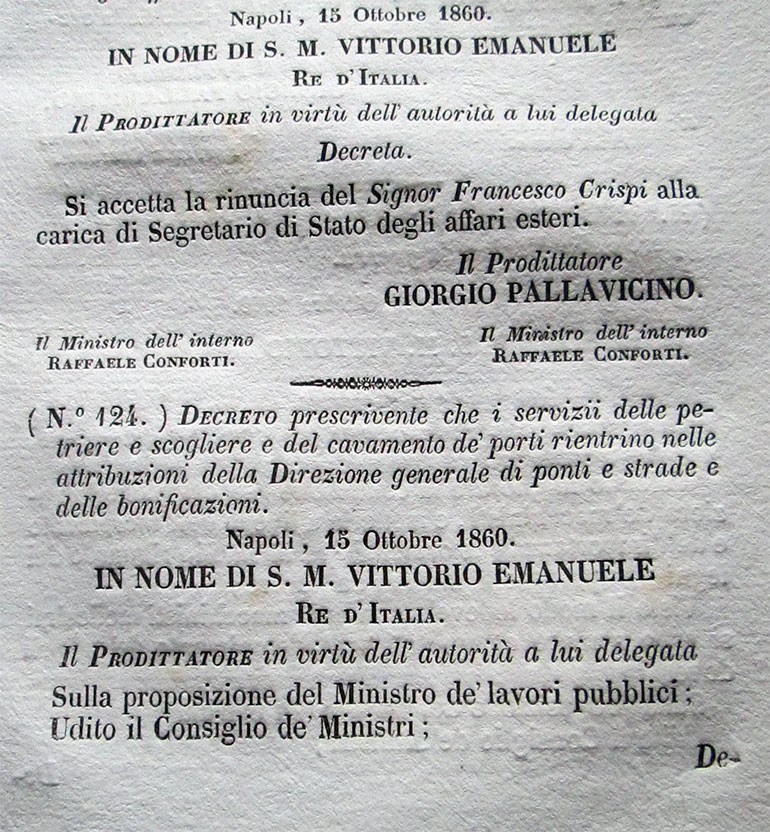 Napoli, 15 Ottobre 1860.
IN NOME DI S. M. VITTORIO EMANUELE
RE D'ITALIA.
Il PRODITTATORE in virtù dell'autorità a lui delegata
Decreta.
Si accetta la rinuncia del Signor Francesco Crispi alla
carica di Segretario di Stato degli affari esteri.
Il Prodittatore
GIORGIO PALLAVICINO.
Il Ministro dell'interno
RAFFAELE CONFORTI.
Il Ministro dell'interno
RAFFAELE CONFORTI.
(N.° 124.) DECRETO prescrivente che i servizii delle pe-
triere e scogliere e del cavamento de' porti rientrino nelle
attribuzioni della Direzione generale di ponti e strade e
delle bonificazioni.
Napoli, 15 Ottobre 1860.
IN NOME DI S. M. VITTORIO EMANUELE
RE D'ITALIA.
Il PRODITTATORE in virtù dell'autorità a lui delegata
Sulla proposizione del Ministro de' lavori pubblici;
Udito il Consiglio de' Ministri;
De-